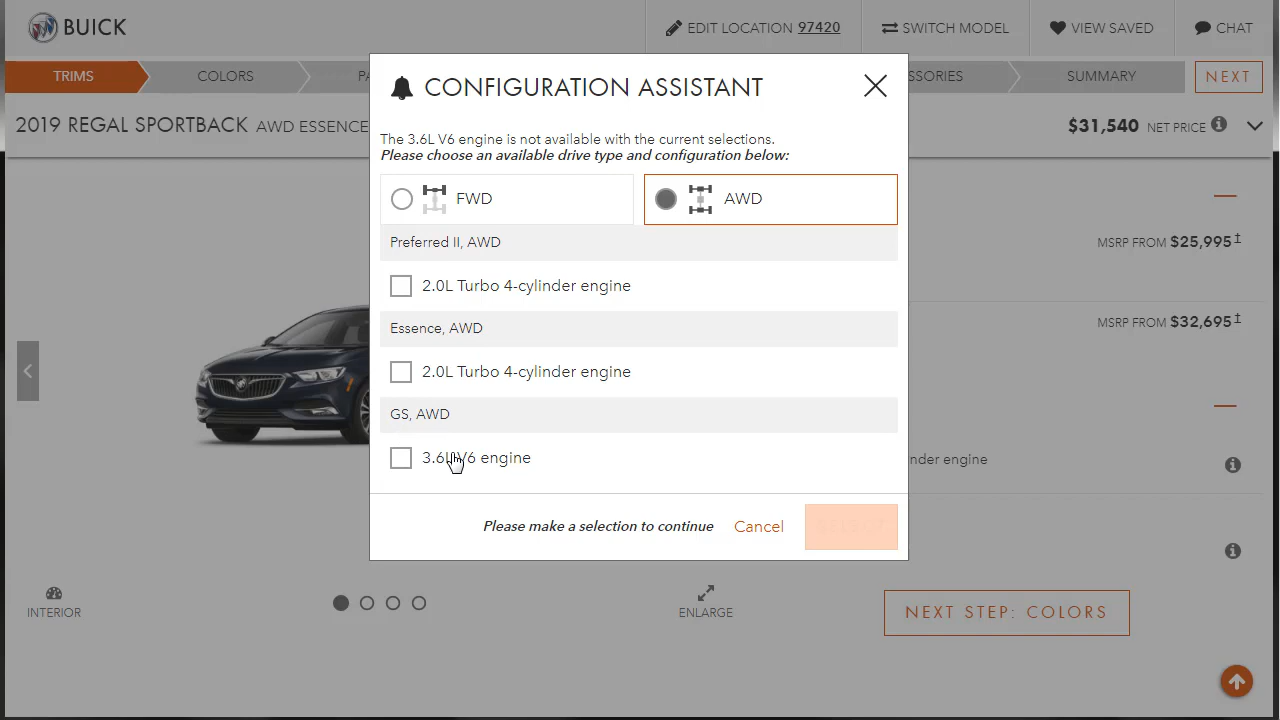 BUICK
EDIT LOCATION 97420
SWITCH MODEL
VIEW SAVED
CHAT
TRIMS
COLORS
SUMMARY
NEXT
2019 REGAL SPORTBACK AWD ESSENCE
$31,540 NET PRICE
CONFIGURATION ASSISTANT
The 3.6L V6 engine is not available with the current selections.
Please choose an available drive type and configuration below:
FWD
AWD
Preferred II, AWD
2.0L Turbo 4-cylinder engine
Essence, AWD
2.0L Turbo 4-cylinder engine
GS, AWD
3.6L V6 engine
Please make a selection to continue
Cancel
MSRP FROM $25,995‡
MSRP FROM $32,695‡
engine
INTERIOR
ENLARGE
NEXT STEP: COLORS